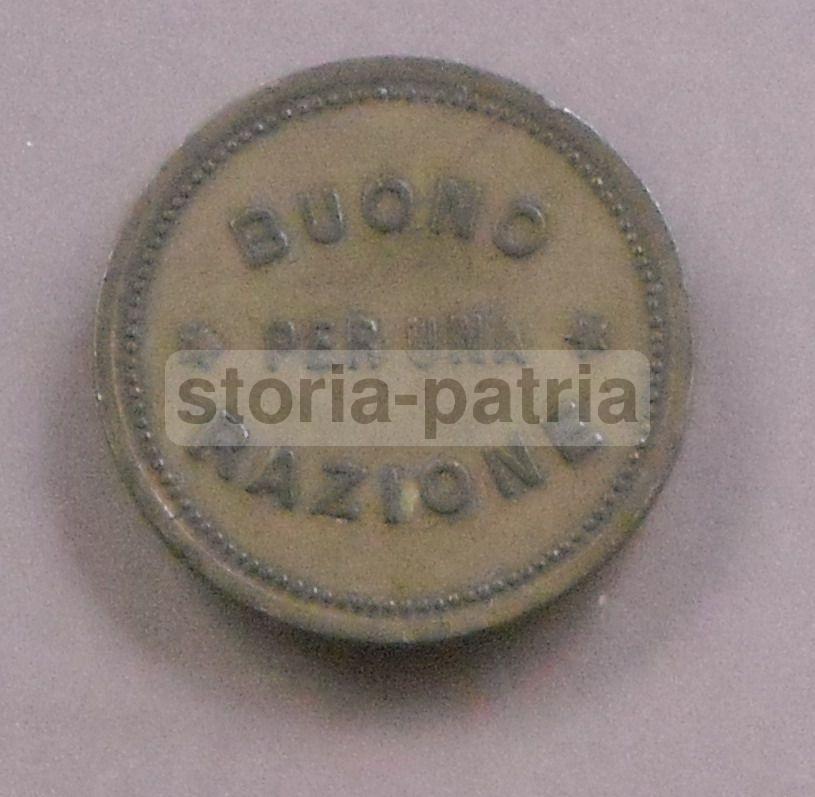 BUONO
* PER UNA *
storia-patria
RAZIONE